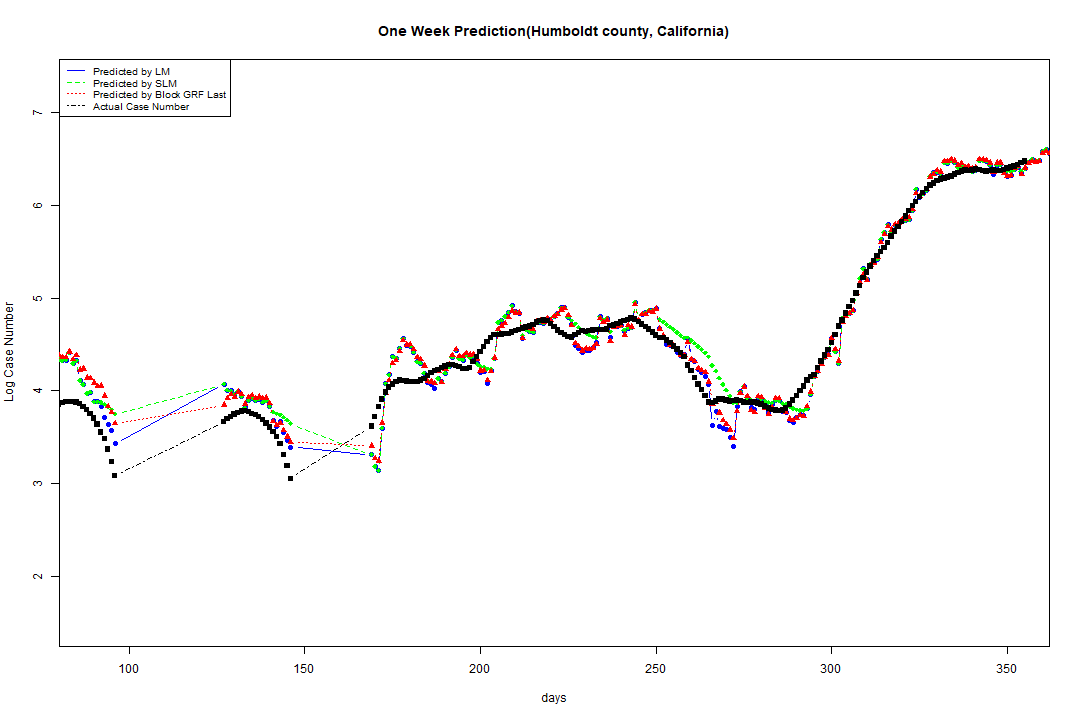 One Week Prediction(Humboldt county, California)
Predicted by LM
Predicted by SLM
Predicted by Block GRF Last
Actual Case Number
7
6
5
4
3
2
Log Case Number
100
150
200
250
300
350
days